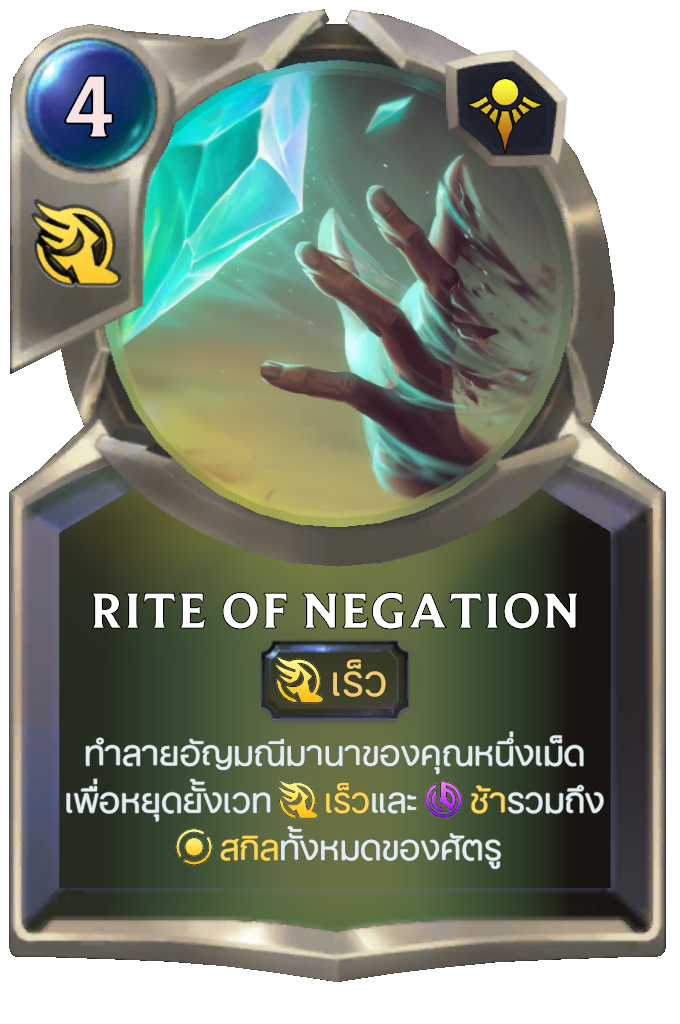 4
RITE OF NEGATION
เร็ว
ทำลายอัญมณีมานาของคุณหนึ่งเม็ด
เพื่อหยุดยั้งเวท เร็วและ ช้ารวมถึง
สกิลทั้งหมดของศัตรู